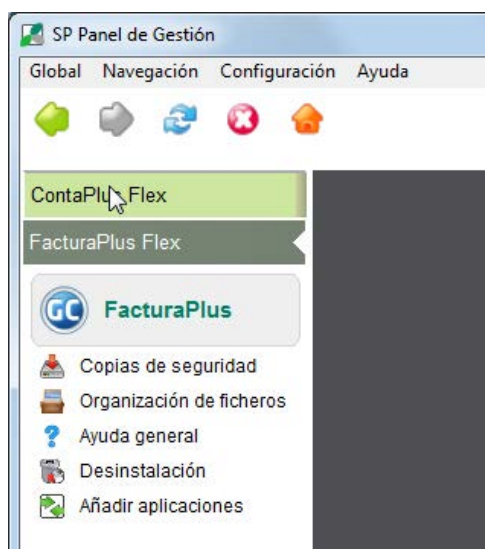 SP Panel de Gestión
Global Navegación Configuración Ayuda
ContaPlus Flex
FacturaPlus Flex
GC FacturaPlus
Copias de seguridad
Organización de ficheros
Ayuda general
Desinstalación
Añadir aplicaciones